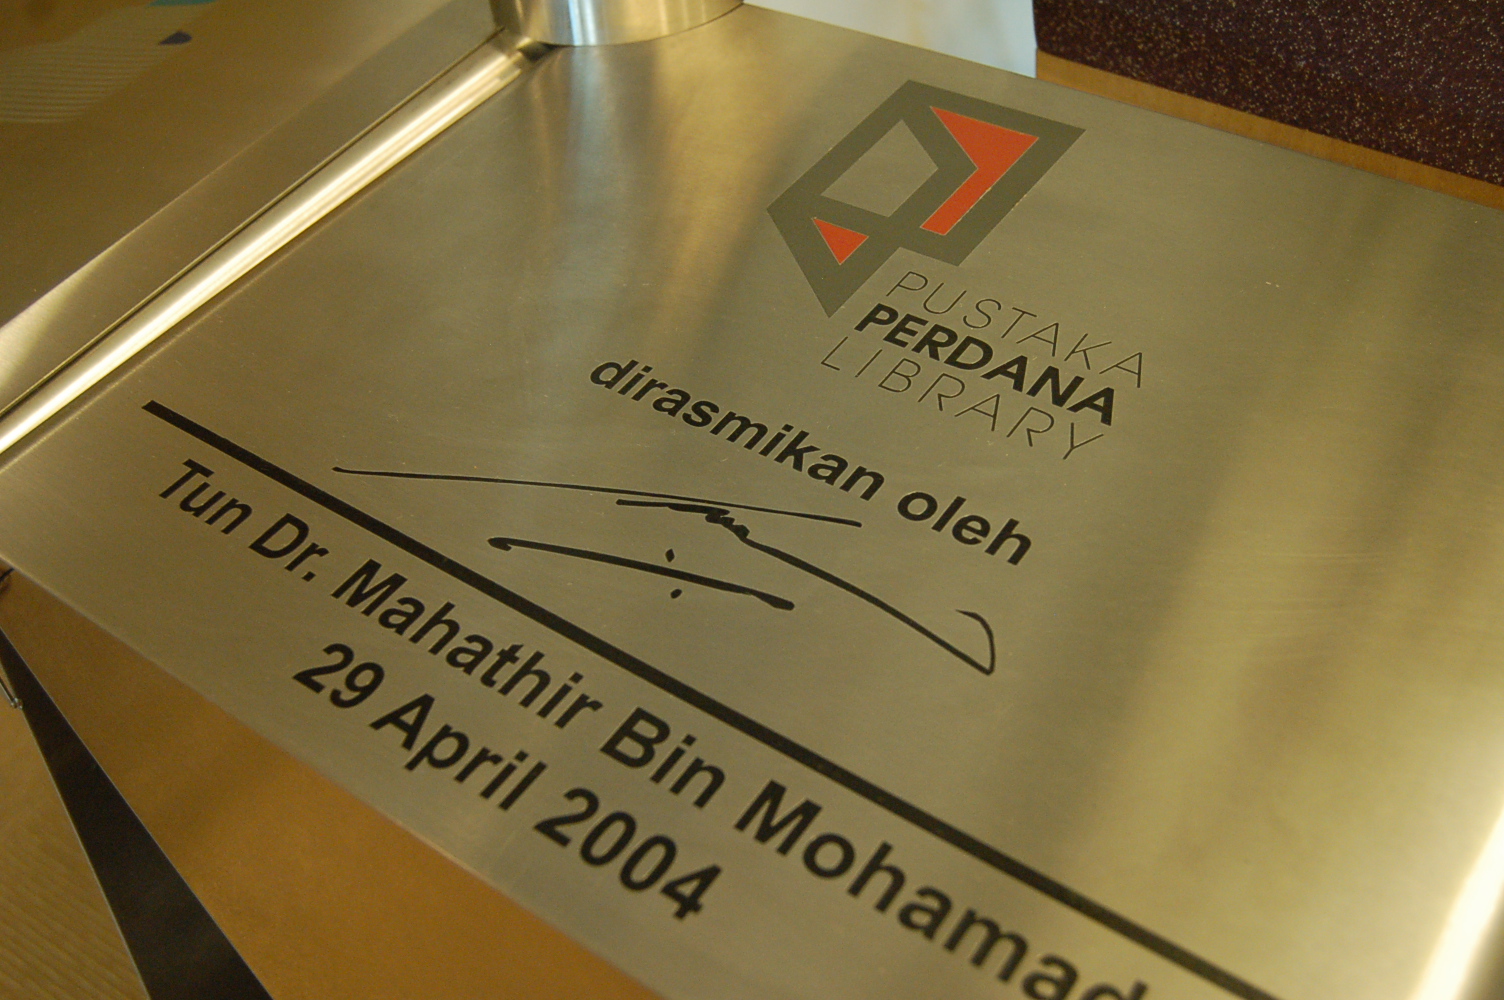 PUSTAKA
PERDANA
LIBRARY
dirasmikan oleh
Tun Dr. Mahathir Bin Mohamad
29 April 2004